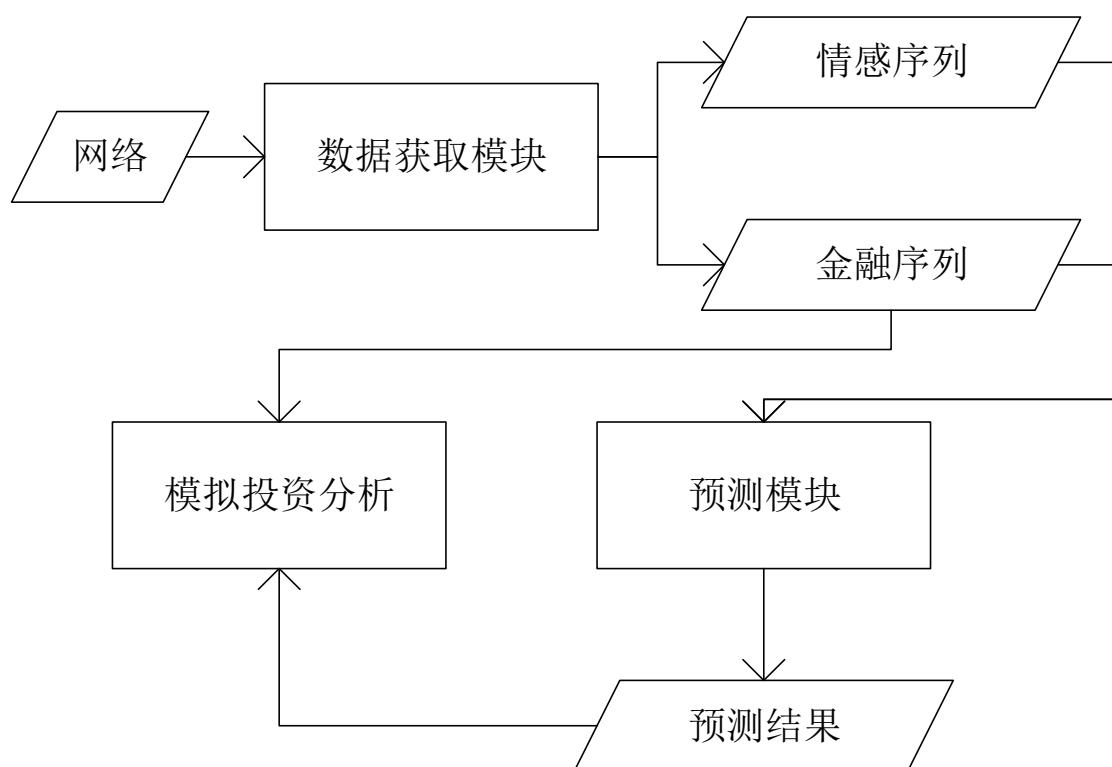 情感序列
网络
数据获取模块
金融序列
模拟投资分析
预测模块
预测结果